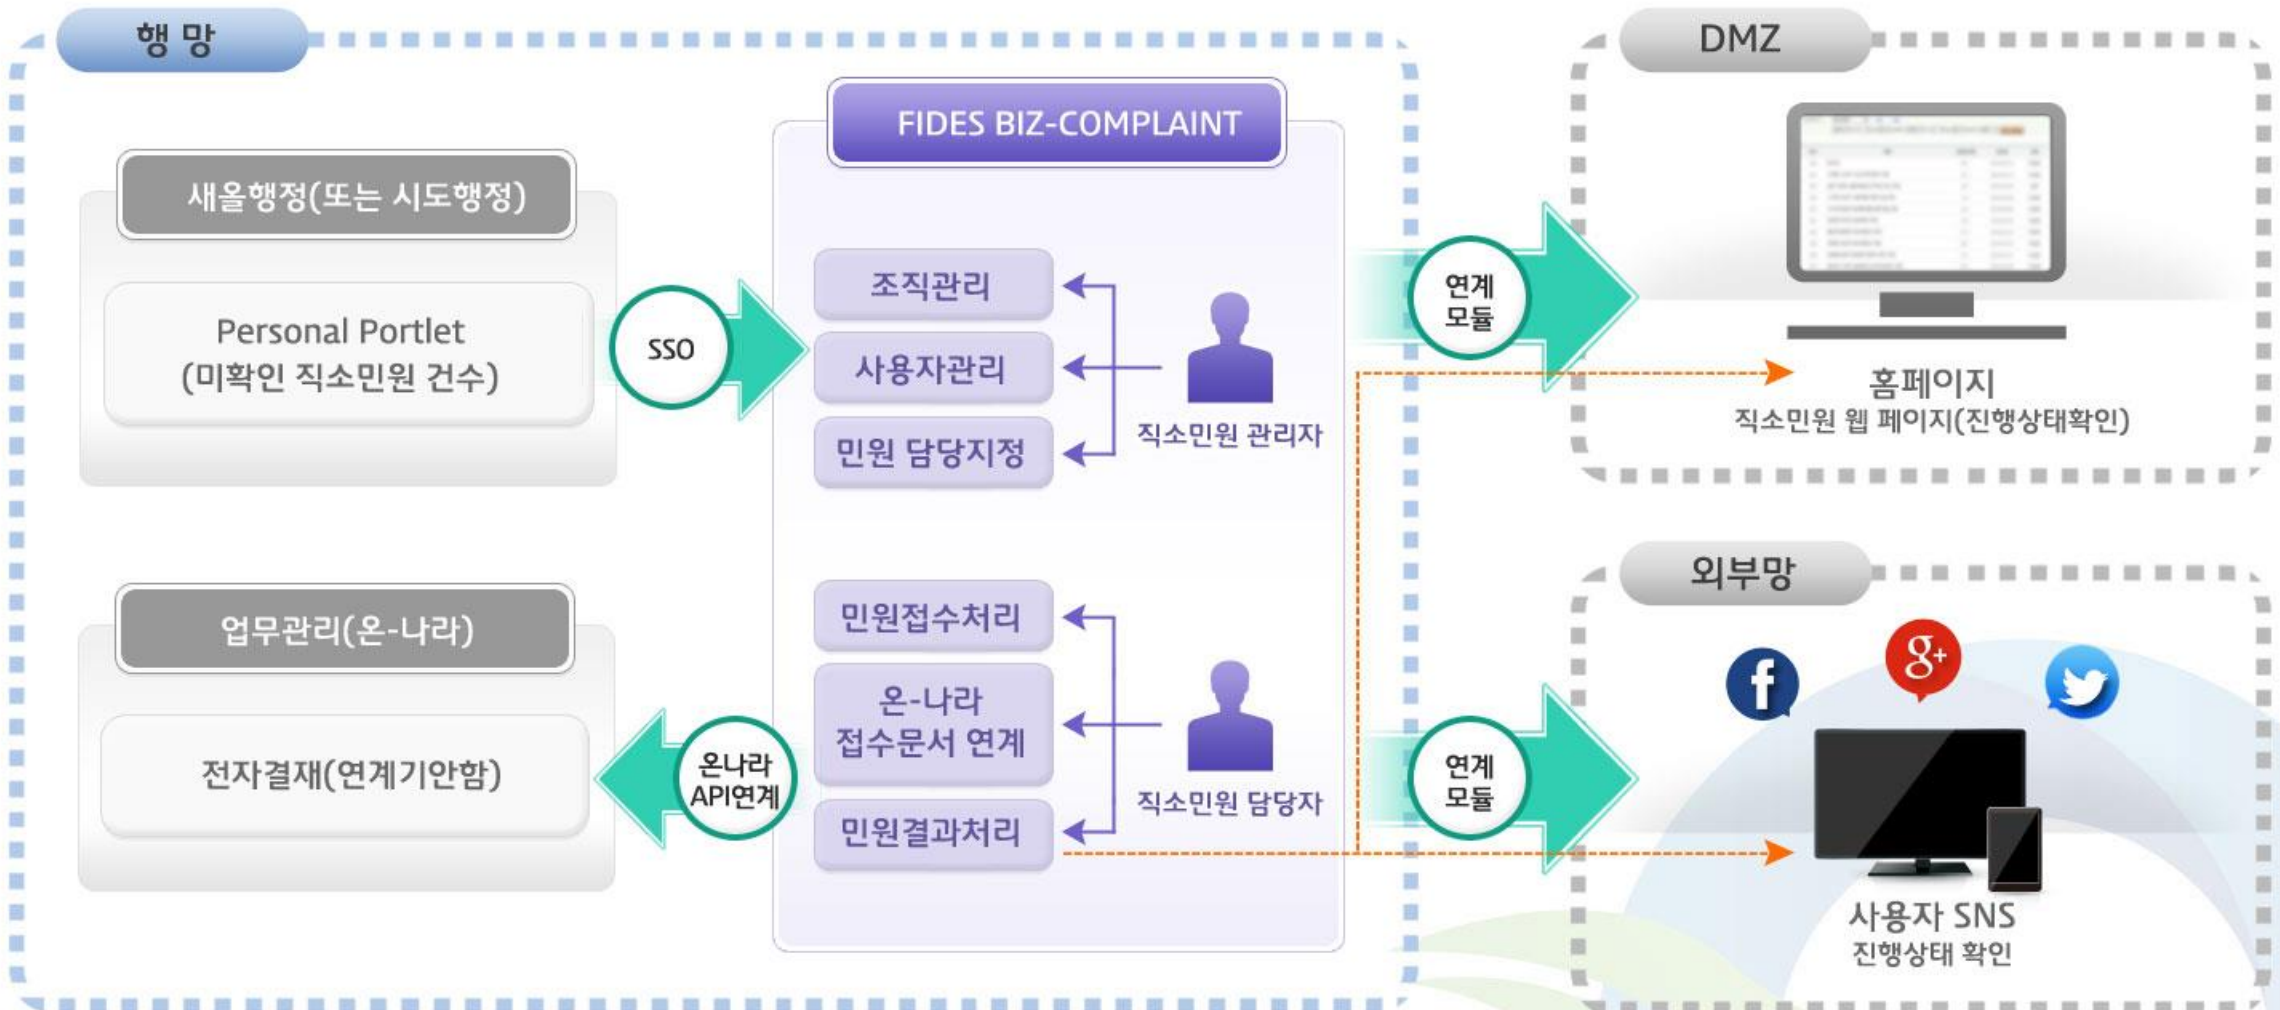 행 망
새올행정(또는 시도행정)
Personal Portlet
(미확인 직소민원 건수)
SSO
업무관리(온-나라)
전자결재(연계기안함)
온나라
API연계
FIDES BIZ-COMPLAINT
조직관리
사용자관리
민원 담당지정
직소민원 관리자
민원접수처리
온-나라
접수문서 연계
민원결과처리
직소민원 담당자
연계
모듈
연계
모듈
DMZ
홈페이지
직소민원 웹 페이지(진행상태확인)
외부망
f
g+
사용자 SNS
진행상태 확인